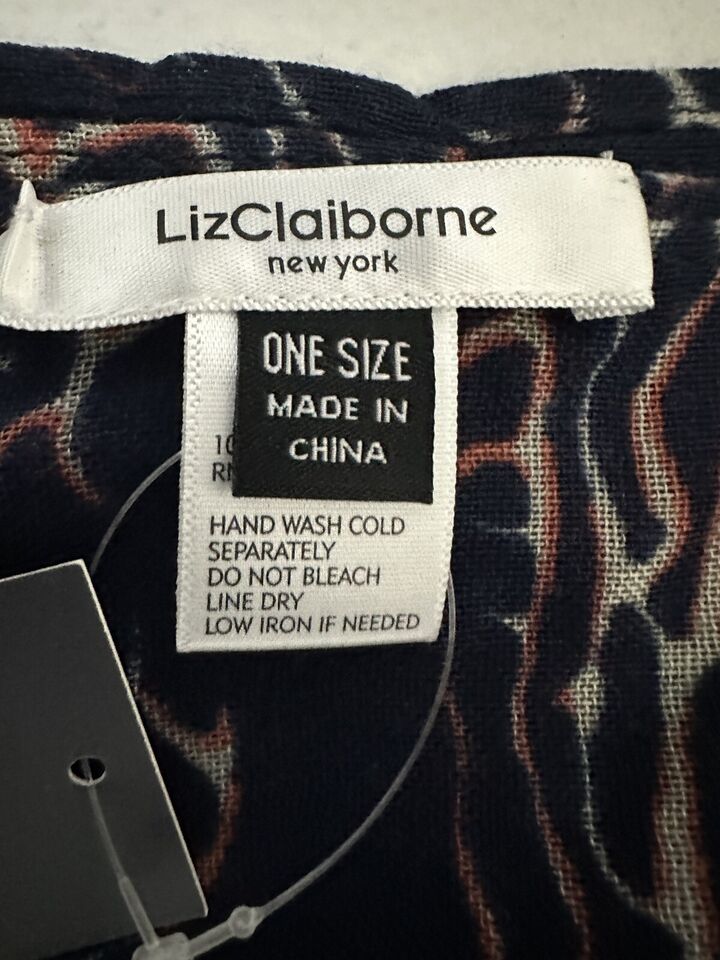 LizClaiborne
new york
ONE SIZE
MADE IN
CHINA
HAND WASH COLD
SEPARATELY
DO NOT BLEACH
LINE DRY
LOW IRON IF NEEDED